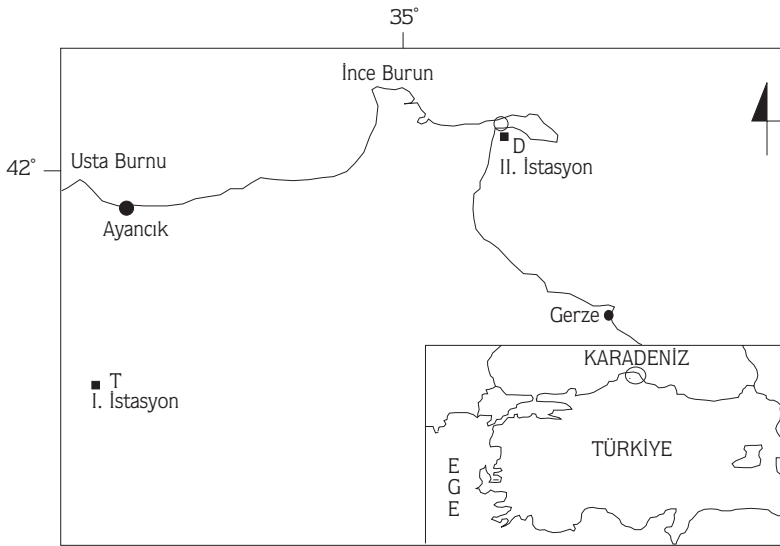 35°
İnce Burun
Usta Burnu
42°
D
II. İstasyon
Ayancık
Gerze
T
I. İstasyon
KARADENİZ
TÜRKİYE
E
G
E